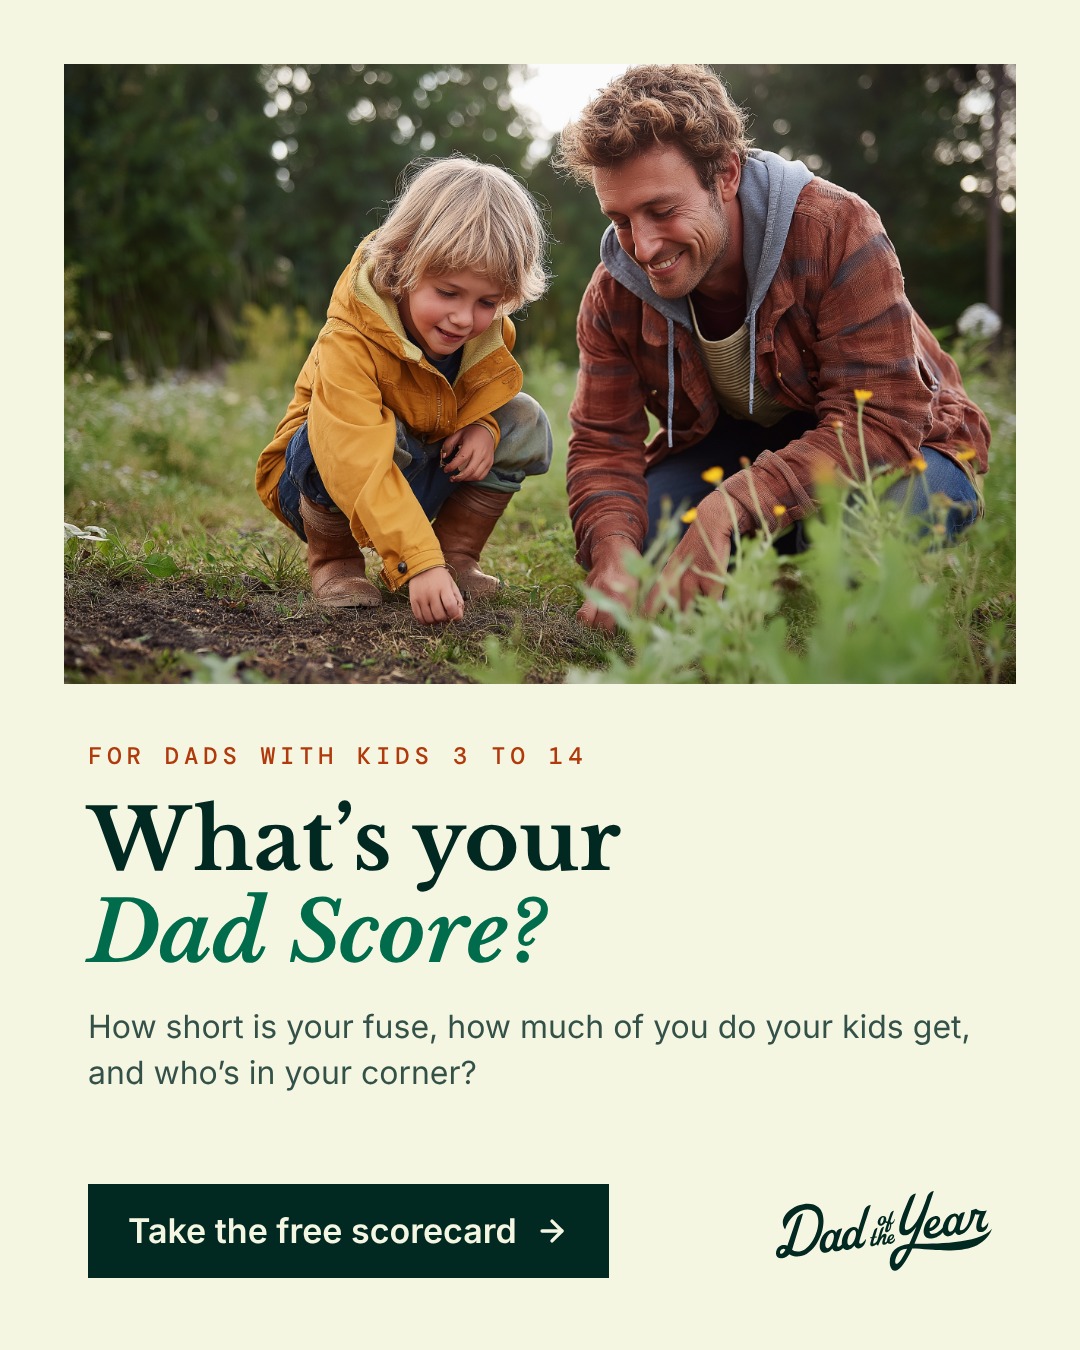 FOR DADS WITH KIDS 3 TO 14
What’s your
Dad Score?
How short is your fuse, how much of you do your kids get,
and who’s in your corner?
Take the free scorecard →
Dad of the Year